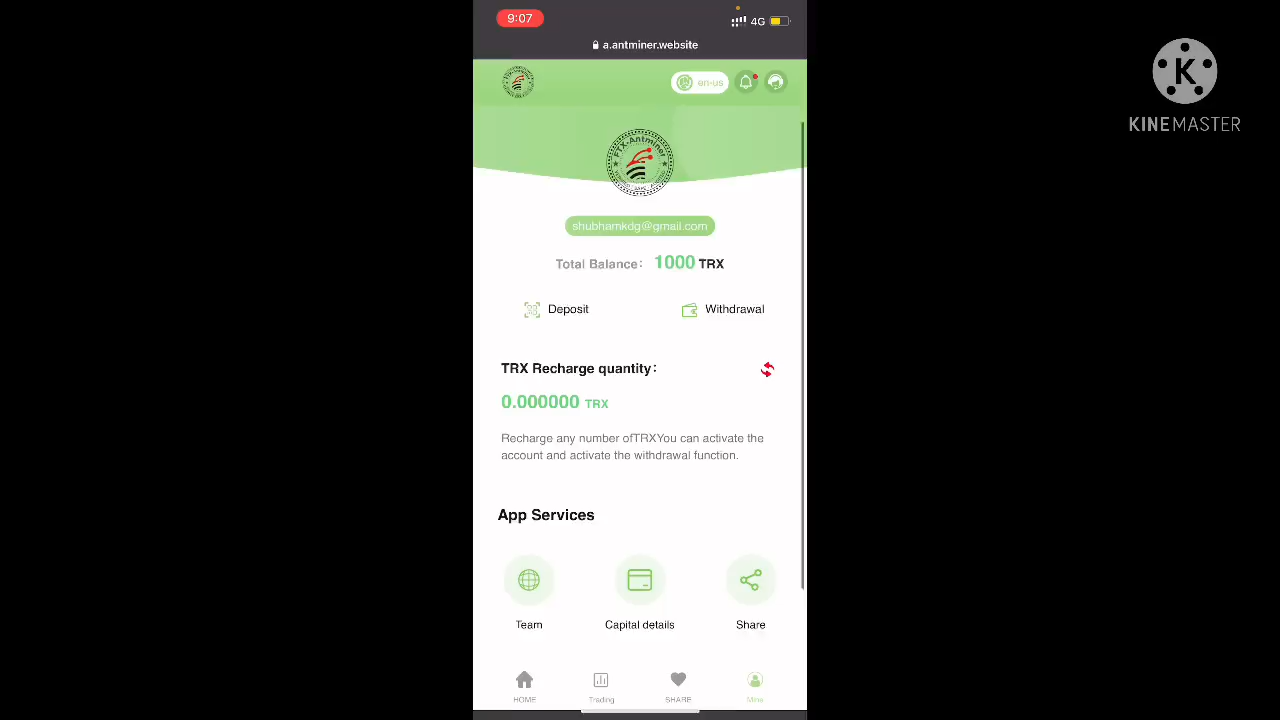 9:07
4G
a.antminer.website
en-us
FTX-Antminer
shubhamkdg@gmail.com
Total Balance: 1000 TRX
Deposit
Withdrawal
TRX Recharge quantity:
0.000000 TRX
Recharge any number ofTRXYou can activate the
account and activate the withdrawal function.
App Services
Team
Capital details
Share
HOME
Trading
SHARE
Mine
K
KINEMASTER